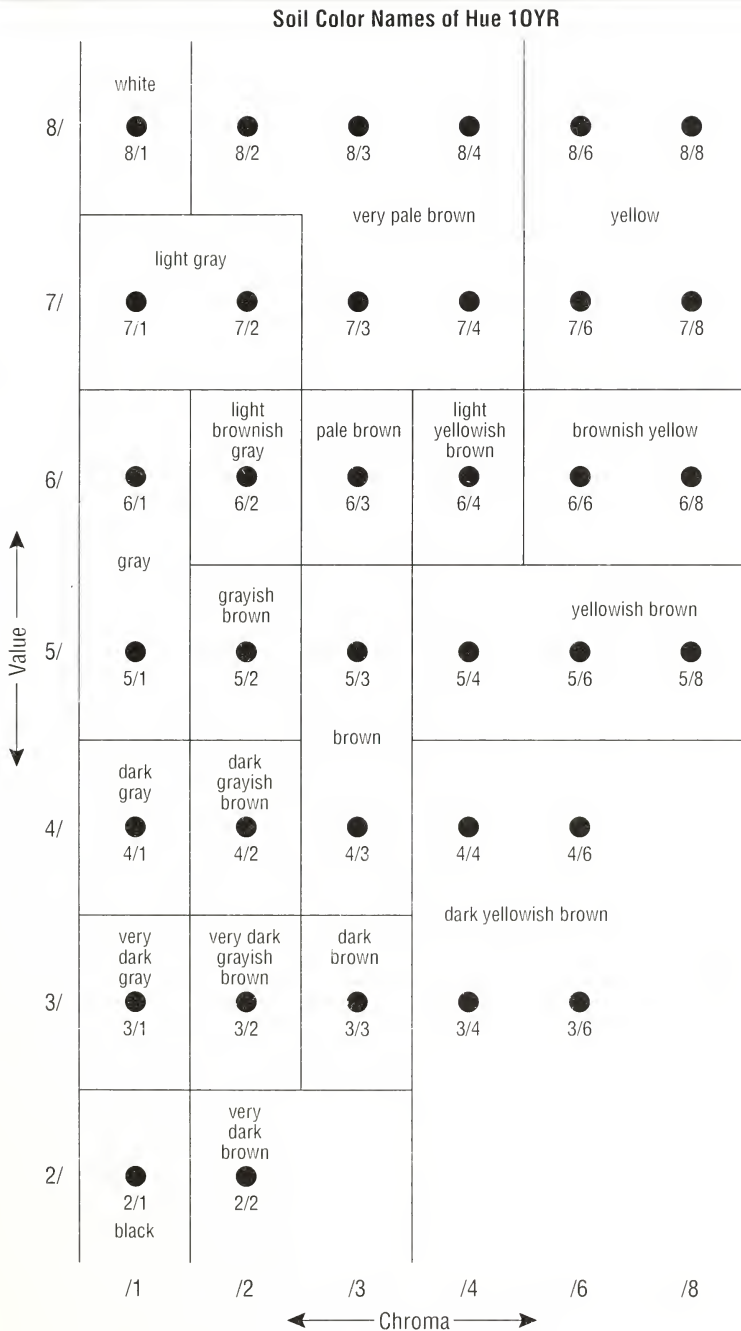 Soil Color Names of Hue 10YR
white
8/
8/1
8/2
8/3
8/4
8/6
8/8
very pale brown
yellow
light gray
7/
7/1
7/2
7/3
7/4
7/6
7/8
light
brownish
gray
pale brown
light
yellowish
brown
brownish yellow
6/
6/1
6/2
6/3
6/4
6/6
6/8
gray
grayish
brown
yellowish brown
5/
5/1
5/2
5/3
5/4
5/6
5/8
Value
brown
dark
gray
dark
grayish
brown
4/
4/1
4/2
4/3
4/4
4/6
dark yellowish brown
very
dark
gray
very dark
grayish
brown
dark
brown
3/
3/1
3/2
3/3
3/4
3/6
very
dark
brown
2/
2/1
2/2
black
/1
/2
/3
/4
/6
/8
Chroma